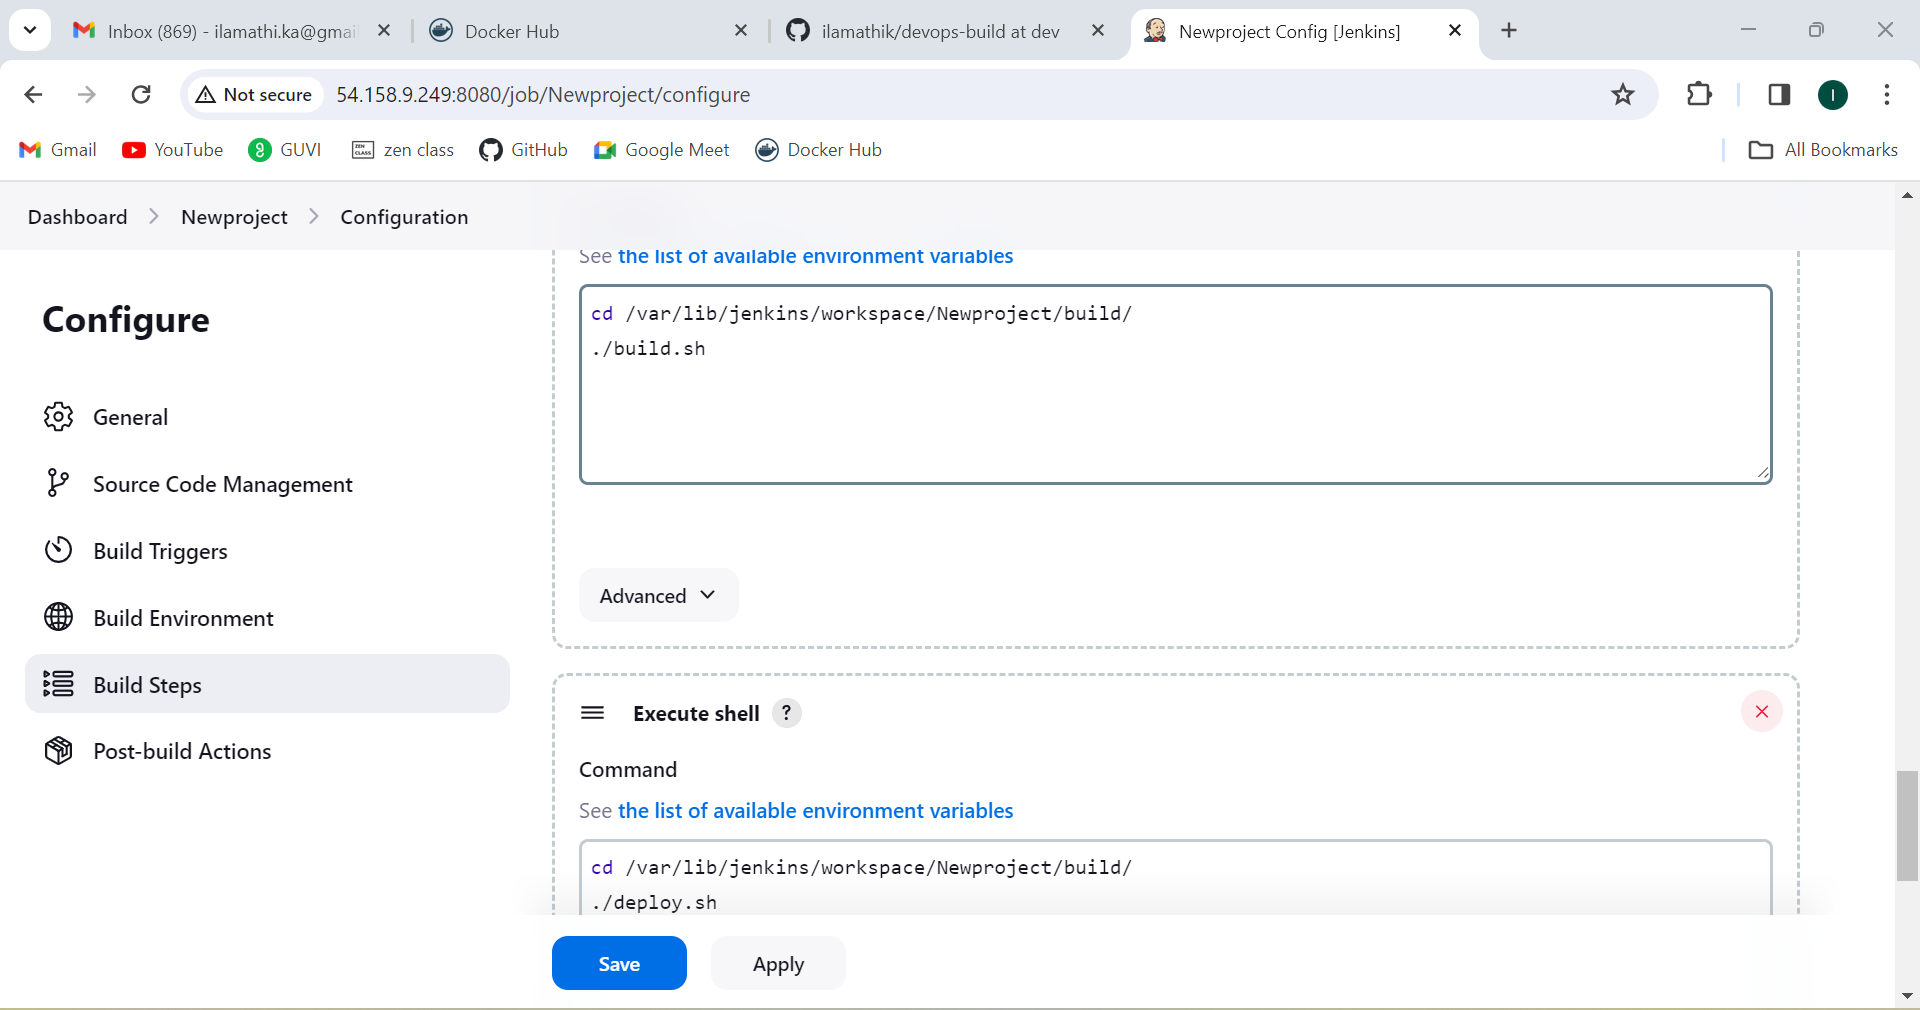 Inbox (869) - ilamathi.ka@gmai
Docker Hub
ilamathik/devops-build at dev
Newproject Config [Jenkins]
Not secure
54.158.9.249:8080/job/Newproject/configure
I
Gmail
YouTube
GUVI
ZEN CLASS
zen class
GitHub
Google Meet
Docker Hub
All Bookmarks
Dashboard
Newproject
Configuration
Configure
General
Source Code Management
Build Triggers
Build Environment
Build Steps
Post-build Actions
See the list of available environment variables
cd /var/lib/jenkins/workspace/Newproject/build/
./build.sh
Advanced
Execute shell ?
Command
See the list of available environment variables
cd /var/lib/jenkins/workspace/Newproject/build/
./deploy.sh
Save
Apply